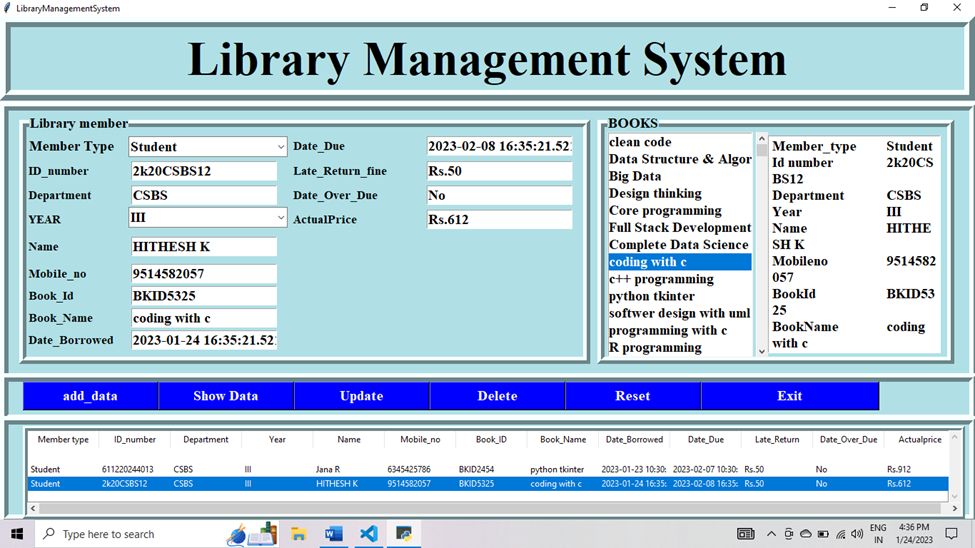 LibraryManagementSystem
Library Management System
Library member
Member Type Student
ID_number 2k20CSBS12
Department CSBS
YEAR III
Name HITHESH K
Mobile_no 9514582057
Book_Id BKID5325
Book_Name coding with c
Date_Borrowed 2023-01-24 16:35:21.52
Date_Due 2023-02-08 16:35:21.52
Late_Return_fine Rs.50
Date_Over_Due No
ActualPrice Rs.612
BOOKS
clean code
Data Structure & Algor
Big Data
Design thinking
Core programming
Full Stack Development
Complete Data Science
coding with c
c++ programming
python tkinter
softwer design with uml
programming with c
R programming
Member_type Student
Id number 2k20CS
BS12
Department CSBS
Year III
Name HITHE
SH K
Mobileno 9514582
057
BookId BKID53
25
BookName coding
with c
add_data Show Data Update Delete Reset Exit
Member type ID_number Department Year Name Mobile_no Book_ID Book_Name Date_Borrowed Date_Due Late_Return Date_Over_Due Actualprice
Student 611220244013 CSBS III Jana R 6345425786 BKID2454 python tkinter 2023-01-23 10:30: 2023-02-07 10:30: Rs.50 No Rs.912
Student 2k20CSBS12 CSBS III HITHESH K 9514582057 BKID5325 coding with c 2023-01-24 16:35: 2023-02-08 16:35: Rs.50 No Rs.612
Type here to search
ENG
IN
4:36 PM
1/24/2023